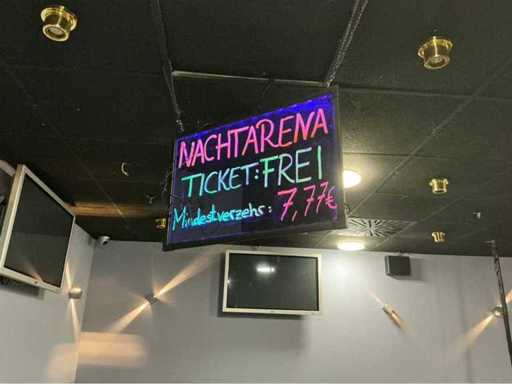 NACHTARENA
TICKET: FREI
Mindestverzehr: 7,77€